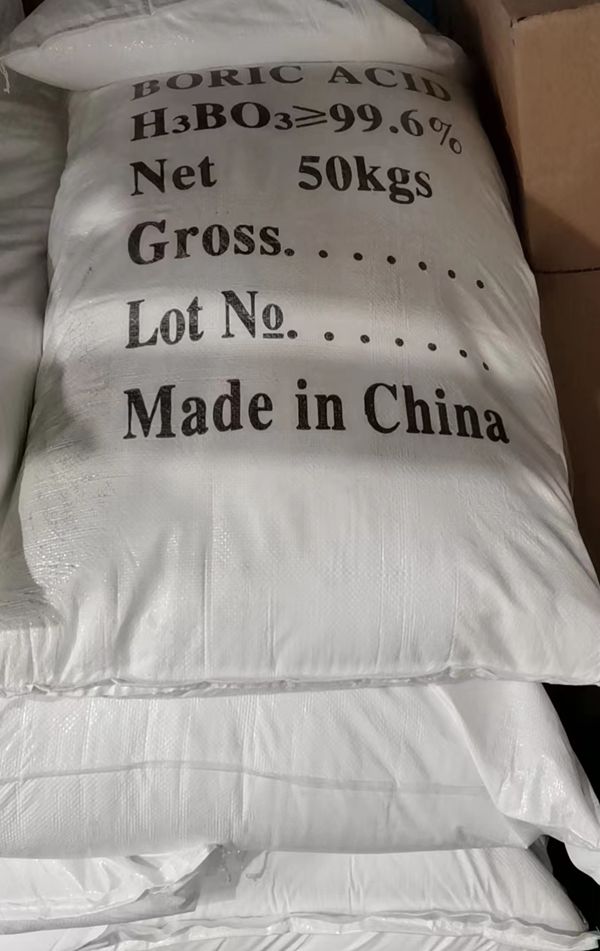 BORIC ACID
H₃BO₃≥99.6%
Net 50kgs
Gross. . . . . . .
Lot No. . . . . . .
Made in China